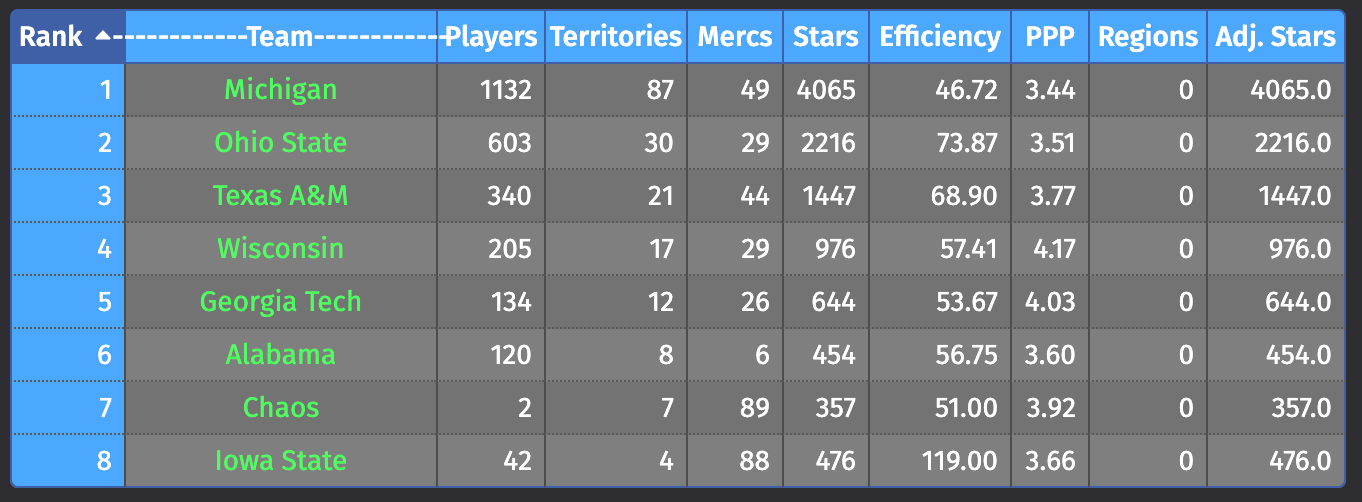 Rank ▲-------------Team------------Players Territories Mercs Stars Efficiency PPP Regions Adj. Stars
1 Michigan 1132 87 49 4065 46.72 3.44 0 4065.0
2 Ohio State 603 30 29 2216 73.87 3.51 0 2216.0
3 Texas A&M 340 21 44 1447 68.90 3.77 0 1447.0
4 Wisconsin 205 17 29 976 57.41 4.17 0 976.0
5 Georgia Tech 134 12 26 644 53.67 4.03 0 644.0
6 Alabama 120 8 6 454 56.75 3.60 0 454.0
7 Chaos 2 7 89 357 51.00 3.92 0 357.0
8 Iowa State 42 4 88 476 119.00 3.66 0 476.0